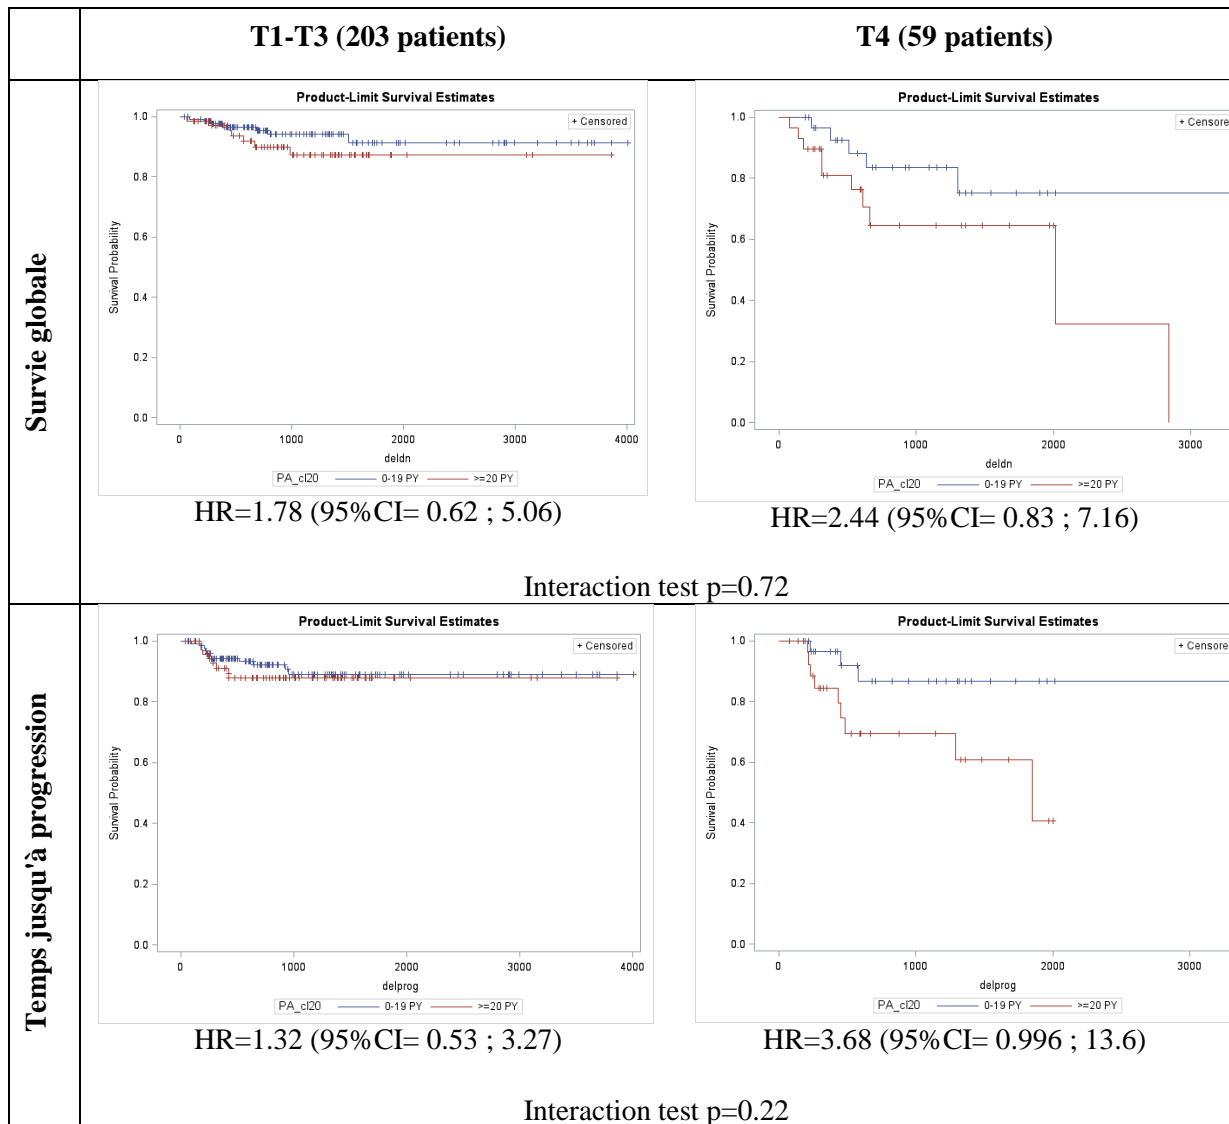 T1-T3 (203 patients)
T4 (59 patients)
Survie globale
Product-Limit Survival Estimates
+ Censored
1.0
0.8
0.6
0.4
0.2
0.0
Survival Probability
0 1000 2000 3000 4000
deldn
PA_cl20 0-19 PY >=20 PY
HR=1.78 (95%CI= 0.62 ; 5.06)
Product-Limit Survival Estimates
+ Censore
1.0
0.8
0.6
0.4
0.2
0.0
Survival Probability
0 1000 2000 3000
deldn
PA_cl20 0-19 PY >=20 PY
HR=2.44 (95%CI= 0.83 ; 7.16)
Interaction test p=0.72
Temps jusqu'à progression
Product-Limit Survival Estimates
+ Censored
1.0
0.8
0.6
0.4
0.2
0.0
Survival Probability
0 1000 2000 3000 4000
delprog
PA_cl20 0-19 PY >=20 PY
HR=1.32 (95%CI= 0.53 ; 3.27)
Product-Limit Survival Estimates
+ Censore
1.0
0.8
0.6
0.4
0.2
0.0
Survival Probability
0 1000 2000 3000
delprog
PA_cl20 0-19 PY >=20 PY
HR=3.68 (95%CI= 0.996 ; 13.6)
Interaction test p=0.22